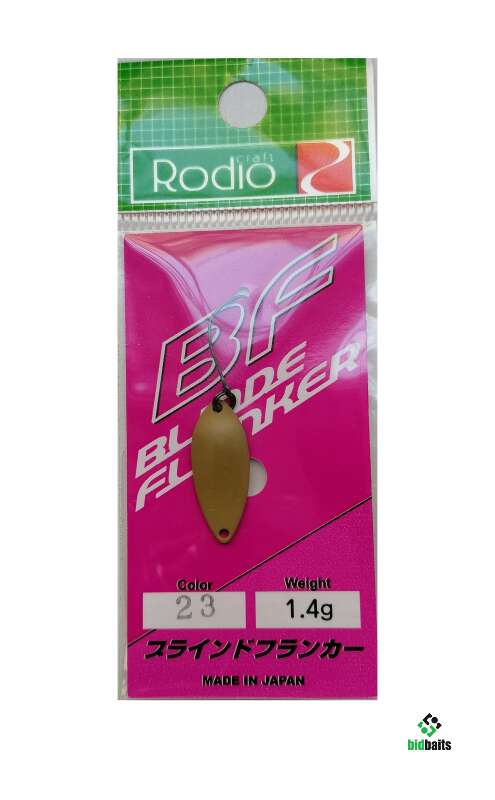 craft
Rodio
BF
FLANKER
Color
23
Weight
1.4g
ブラインドフランカー
MADE IN JAPAN
bidbaits